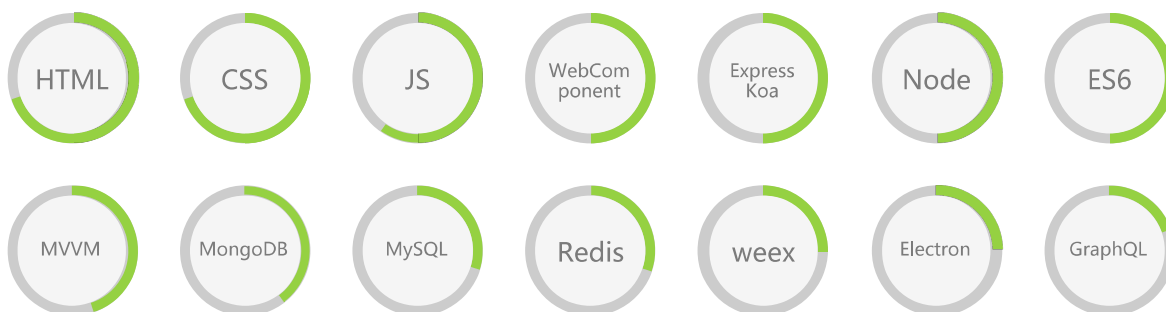 HTML
CSS
JS
WebCom
ponent
Express
Koa
Node
ES6
MVVM
MongoDB
MySQL
Redis
weex
Electron
GraphQL